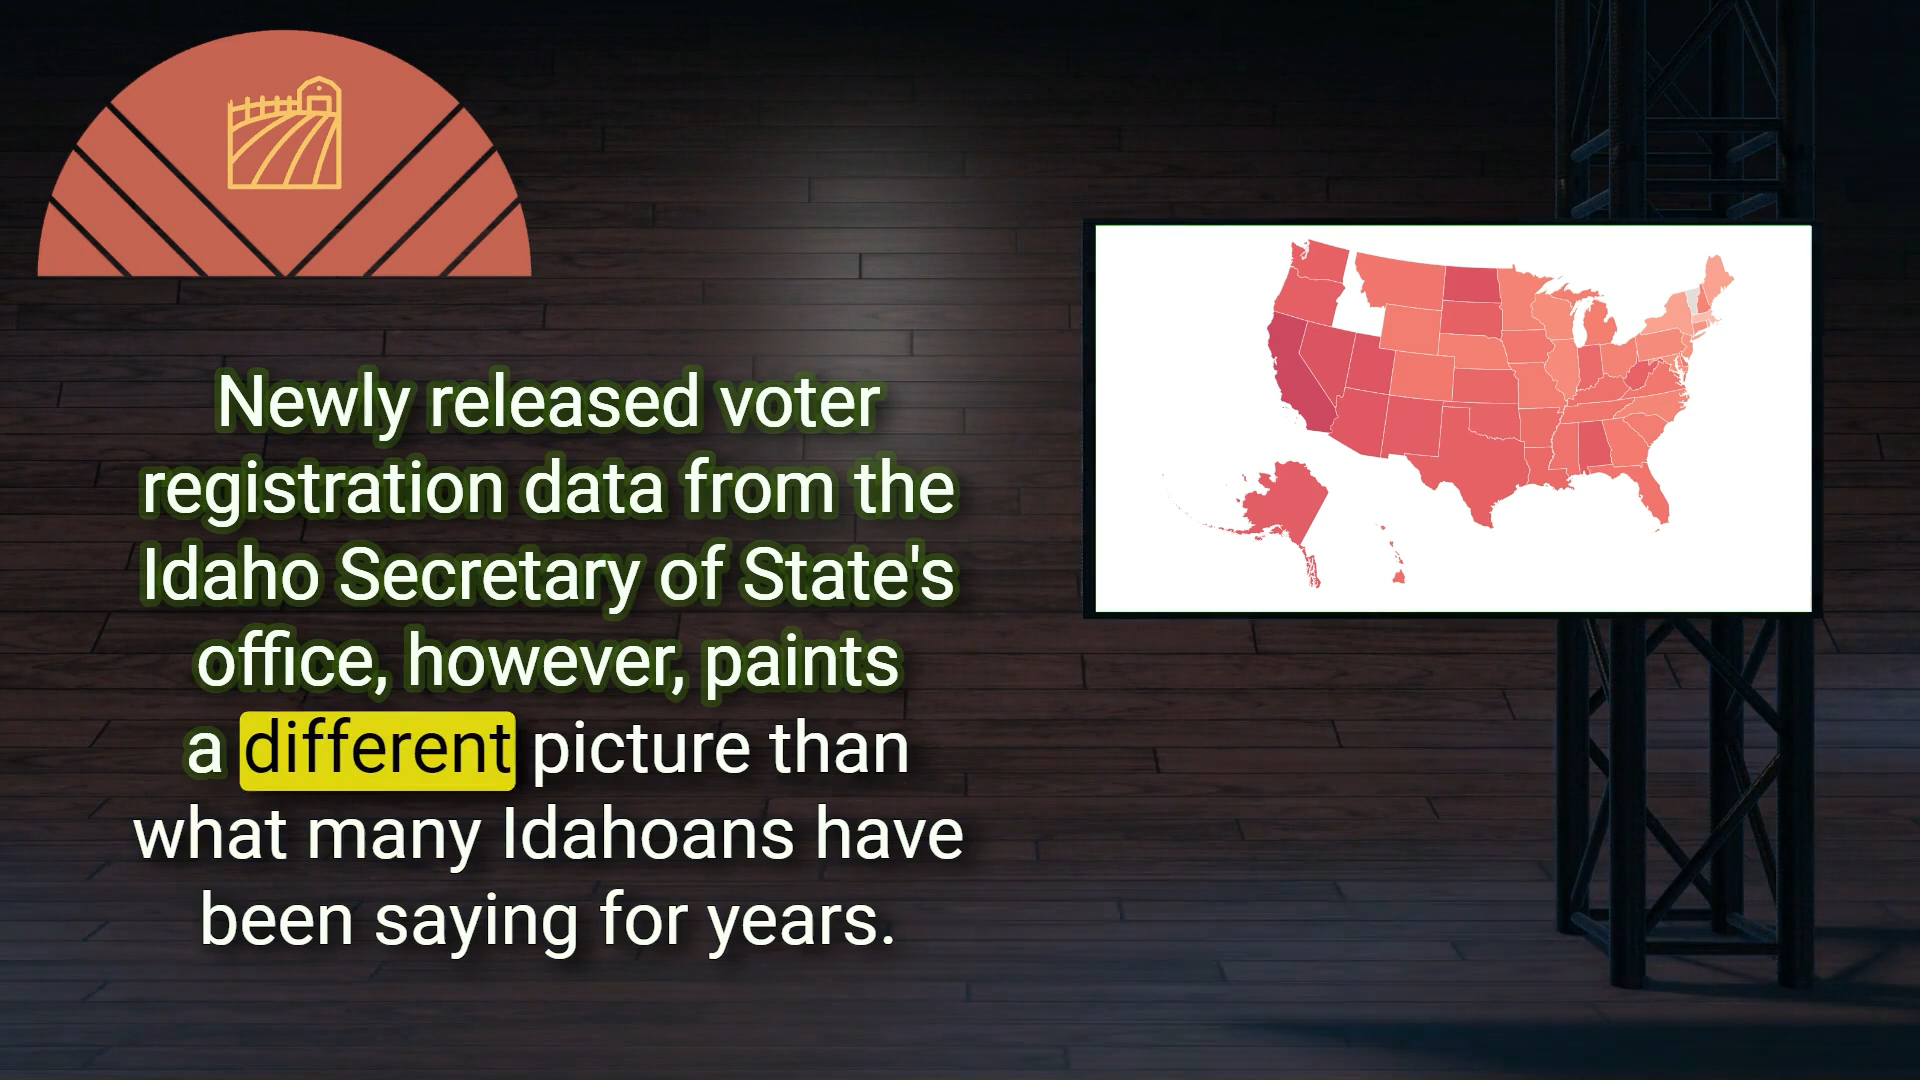 Newly released voter
registration data from the
Idaho Secretary of State's
office, however, paints
a different picture than
what many Idahoans have
been saying for years.